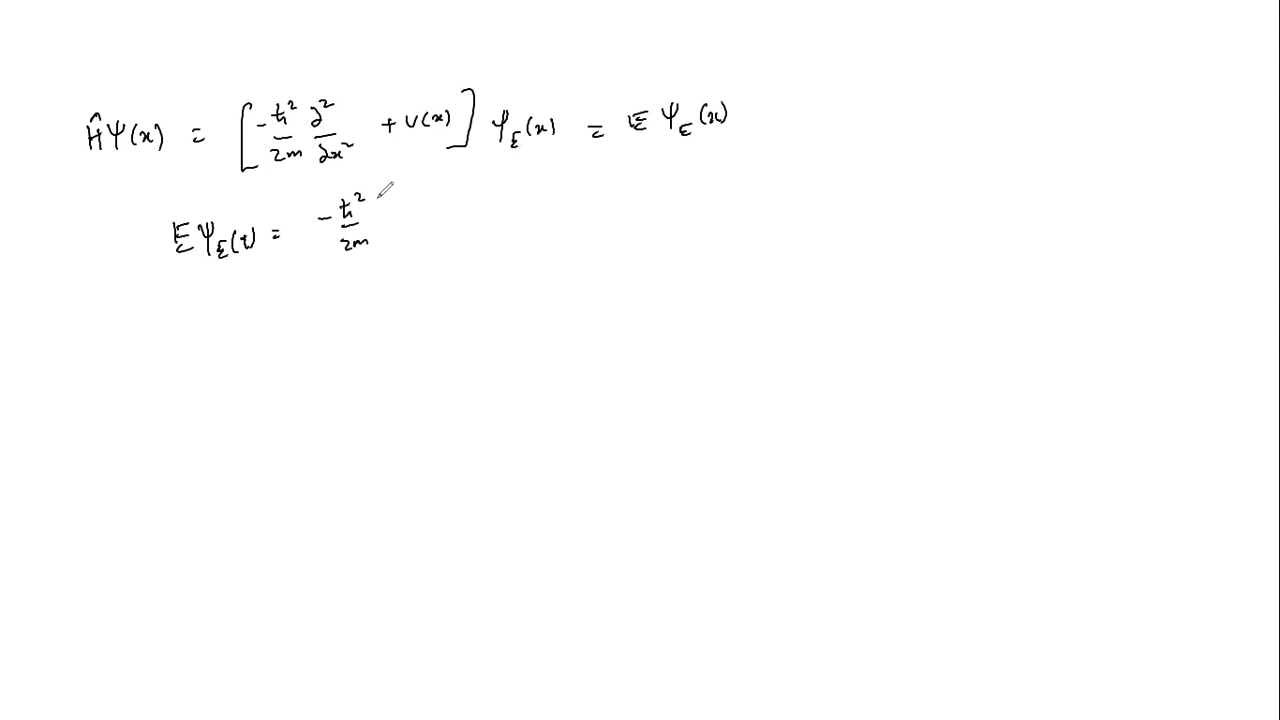 ĤΨ(x) = [ -ħ²/2m ∂²/∂x² + V(x) ] Ψ_E(x) = E Ψ_E(x)
E Ψ_E(t) = -ħ²/2m